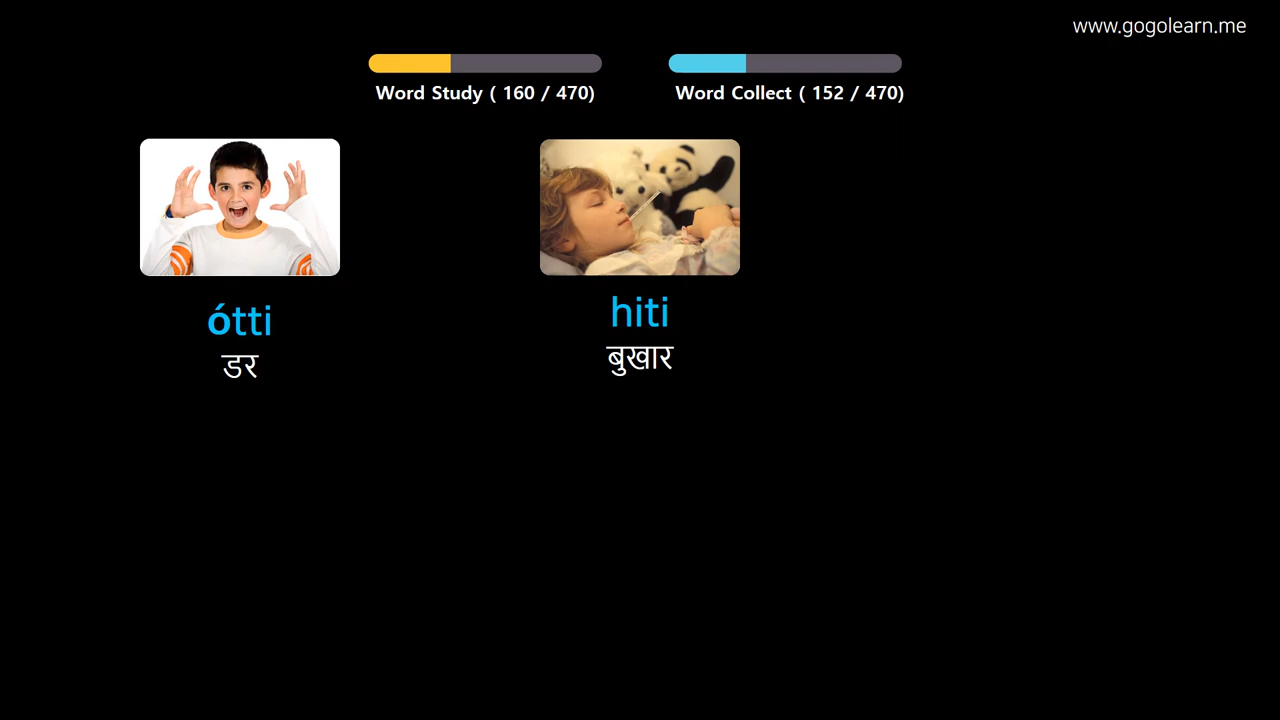 www.gogolearn.me
Word Study ( 160 / 470)
Word Collect ( 152 / 470)
ótti
डर
hiti
बुखार